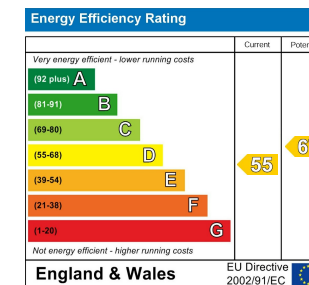 Energy Efficiency Rating
Current
Very energy efficient - lower running costs
(92 plus) A
(81-91) B
(69-80) C
(55-68) D
(39-54) E
(21-38) F
(1-20) G
55
Not energy efficient - higher running costs
England & Wales
EU Directive
2002/91/EC